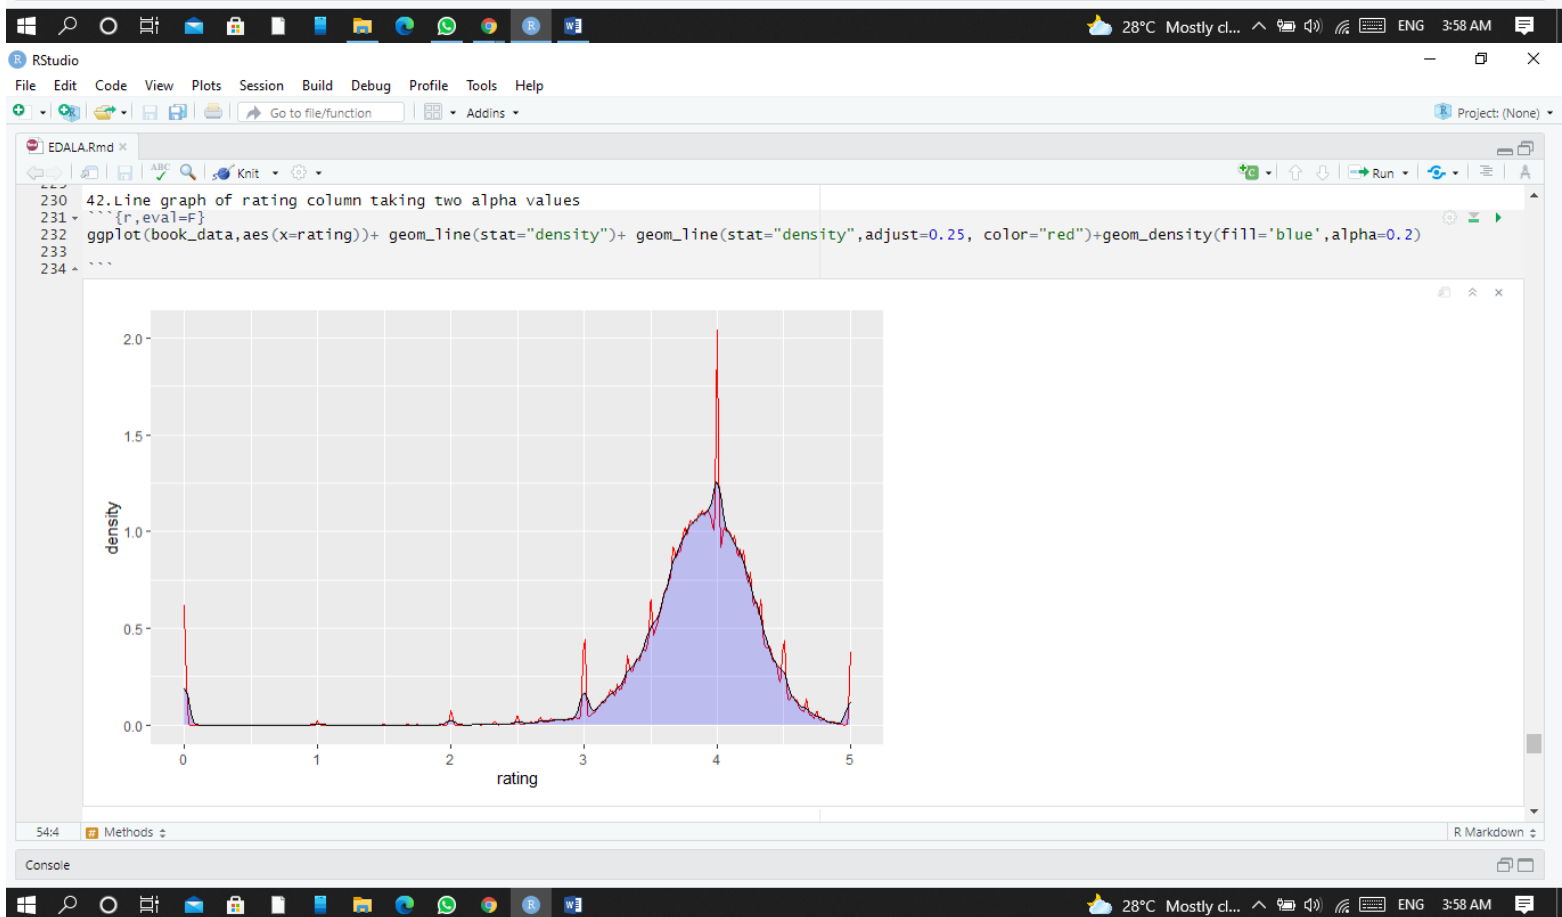 28°C Mostly cl... ENG 3:58 AM
RStudio
File Edit Code View Plots Session Build Debug Profile Tools Help
Go to file/function Addins Project: (None)
EDALA.Rmd
ABC Knit Run
229
230 42.Line graph of rating column taking two alpha values
231 ```{r,eval=F}
232 ggplot(book_data,aes(x=rating))+ geom_line(stat="density")+ geom_line(stat="density",adjust=0.25, color="red")+geom_density(fill='blue',alpha=0.2)
233
234 ```
2.0
1.5
1.0
0.5
0.0
density
0 1 2 3 4 5
rating
54:4 # Methods R Markdown
Console
28°C Mostly cl... ENG 3:58 AM